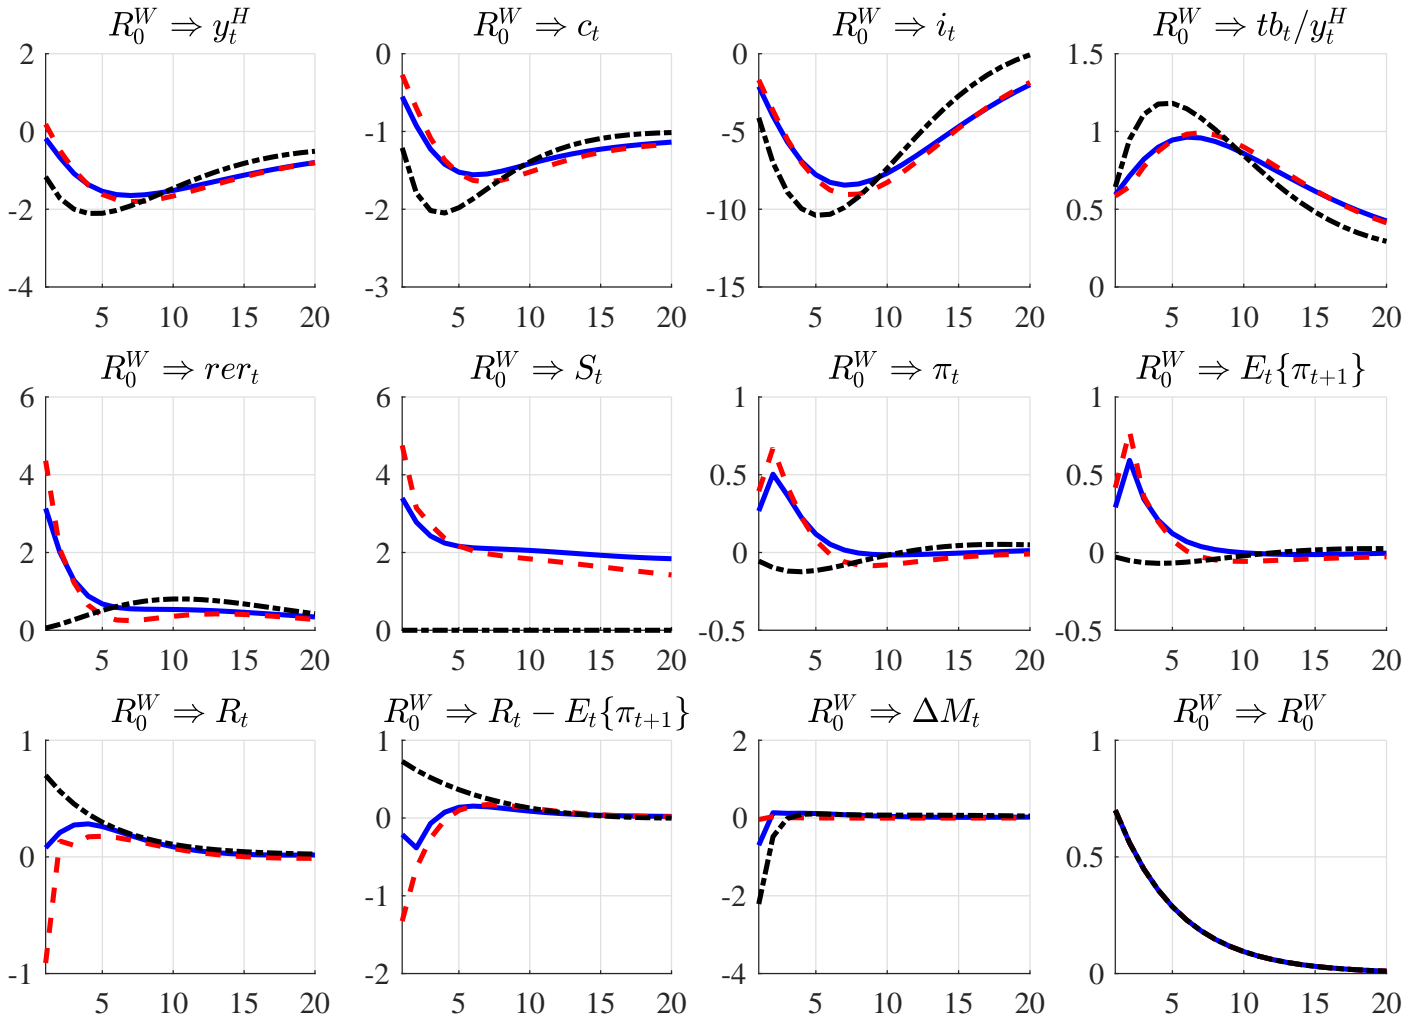 R_0^W ⇒ y_t^H
R_0^W ⇒ c_t
R_0^W ⇒ i_t
R_0^W ⇒ tb_t/y_t^H
2
0
-2
-4
5 10 15 20
0
-1
-2
-3
5 10 15 20
0
-5
-10
-15
5 10 15 20
1.5
1
0.5
0
5 10 15 20
R_0^W ⇒ rer_t
R_0^W ⇒ S_t
R_0^W ⇒ π_t
R_0^W ⇒ E_t{π_{t+1}}
6
4
2
0
5 10 15 20
6
4
2
0
5 10 15 20
1
0.5
0
-0.5
5 10 15 20
1
0.5
0
-0.5
5 10 15 20
R_0^W ⇒ R_t
R_0^W ⇒ R_t − E_t{π_{t+1}}
R_0^W ⇒ ΔM_t
R_0^W ⇒ R_0^W
1
0
-1
5 10 15 20
1
0
-1
-2
5 10 15 20
2
0
-2
-4
5 10 15 20
1
0.5
0
5 10 15 20